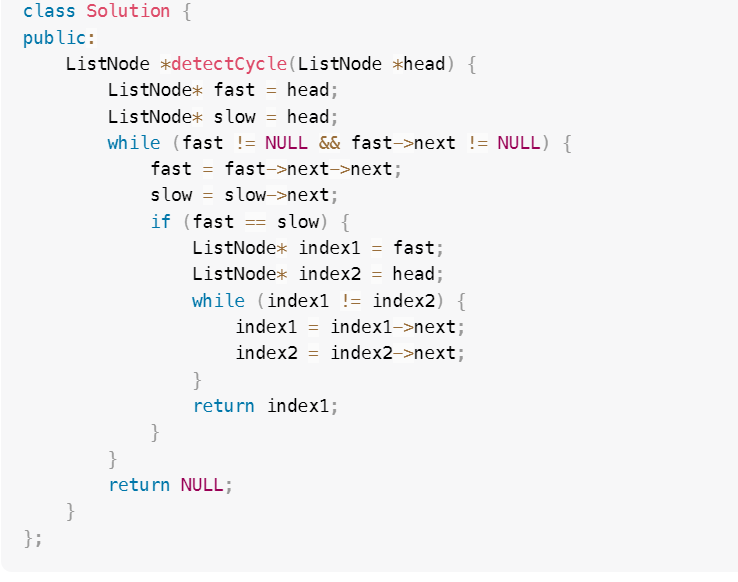 class Solution {
public:
    ListNode *detectCycle(ListNode *head) {
        ListNode* fast = head;
        ListNode* slow = head;
        while (fast != NULL && fast->next != NULL) {
            fast = fast->next->next;
            slow = slow->next;
            if (fast == slow) {
                ListNode* index1 = fast;
                ListNode* index2 = head;
                while (index1 != index2) {
                    index1 = index1->next;
                    index2 = index2->next;
                }
                return index1;
            }
        }
        return NULL;
    }
};